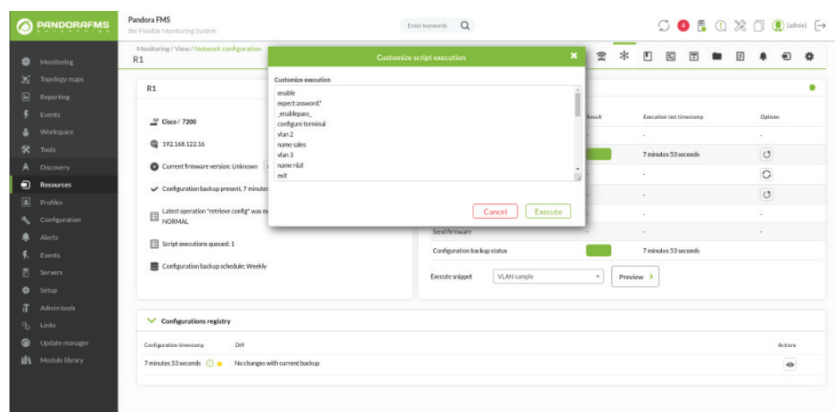 PANDORAFMS
ENTERPRISE
Pandora FMS
the Flexible Monitoring System
Enter keywords
4
(admin)
Monitoring / View / Network configuration
R1
Monitoring
Topology maps
Reporting
Events
Workspace
Tools
Discovery
Resources
Profiles
Configuration
Alerts
Events
Servers
Setup
Admin tools
Links
Update manager
Module library
R1
Cisco / 7200
192.168.122.16
Current firmware version: Unknown
Configuration backup present, 7 minutes
Latest operation "retrieve config" was
NORMAL
Script executions queued: 1
Configuration backup schedule: Weekly
Customize script execution
Customize execution
enable
expect assword:*
_enablepass_
configure terminal
vlan 2
name sales
vlan 3
name r&d
exit
Cancel
Execute
Result
Execution last timestamp
Options
7 minutes 53 seconds
Send firmware
Configuration backup status
7 minutes 53 seconds
Execute snippet
VLAN sample
Preview
Configurations registry
Configuration timestamp
Diff
Actions
7 minutes 53 seconds
No changes with current backup